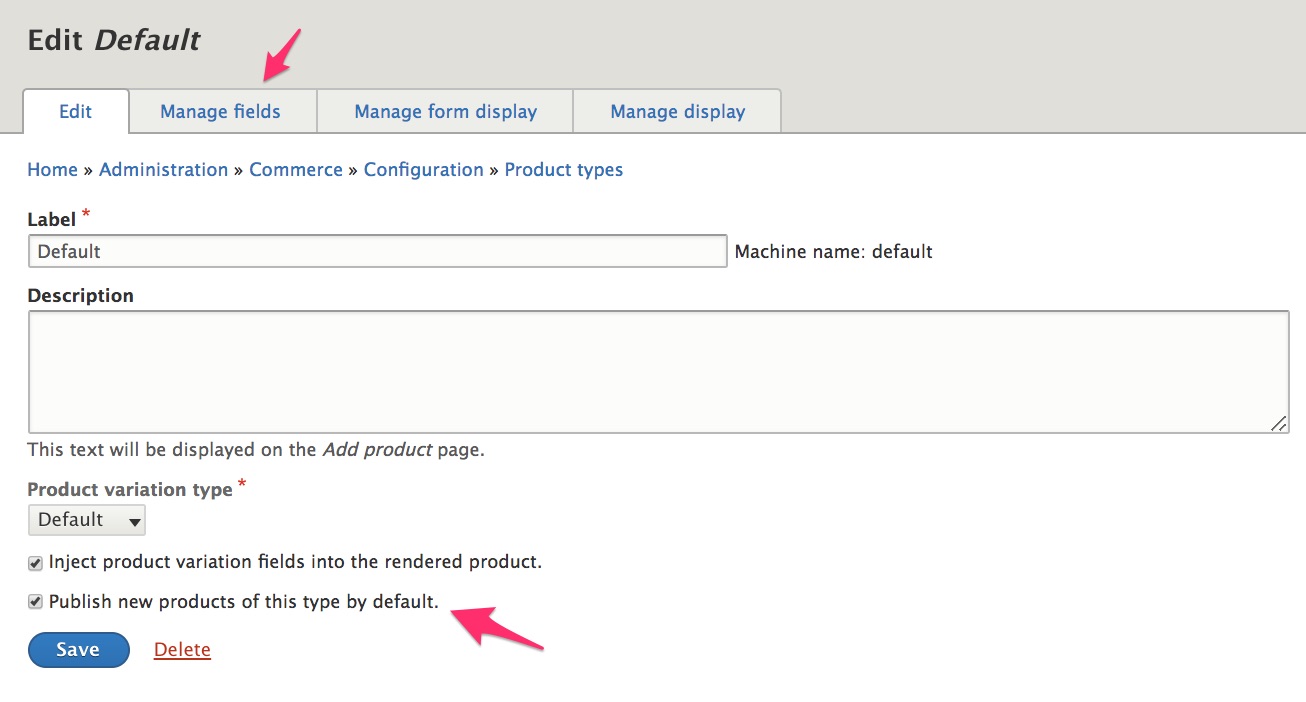 Edit Default
Edit
Manage fields
Manage form display
Manage display
Home » Administration » Commerce » Configuration » Product types
Label *
Default
Machine name: default
Description
This text will be displayed on the Add product page.
Product variation type *
Default
Inject product variation fields into the rendered product.
Publish new products of this type by default.
Save
Delete